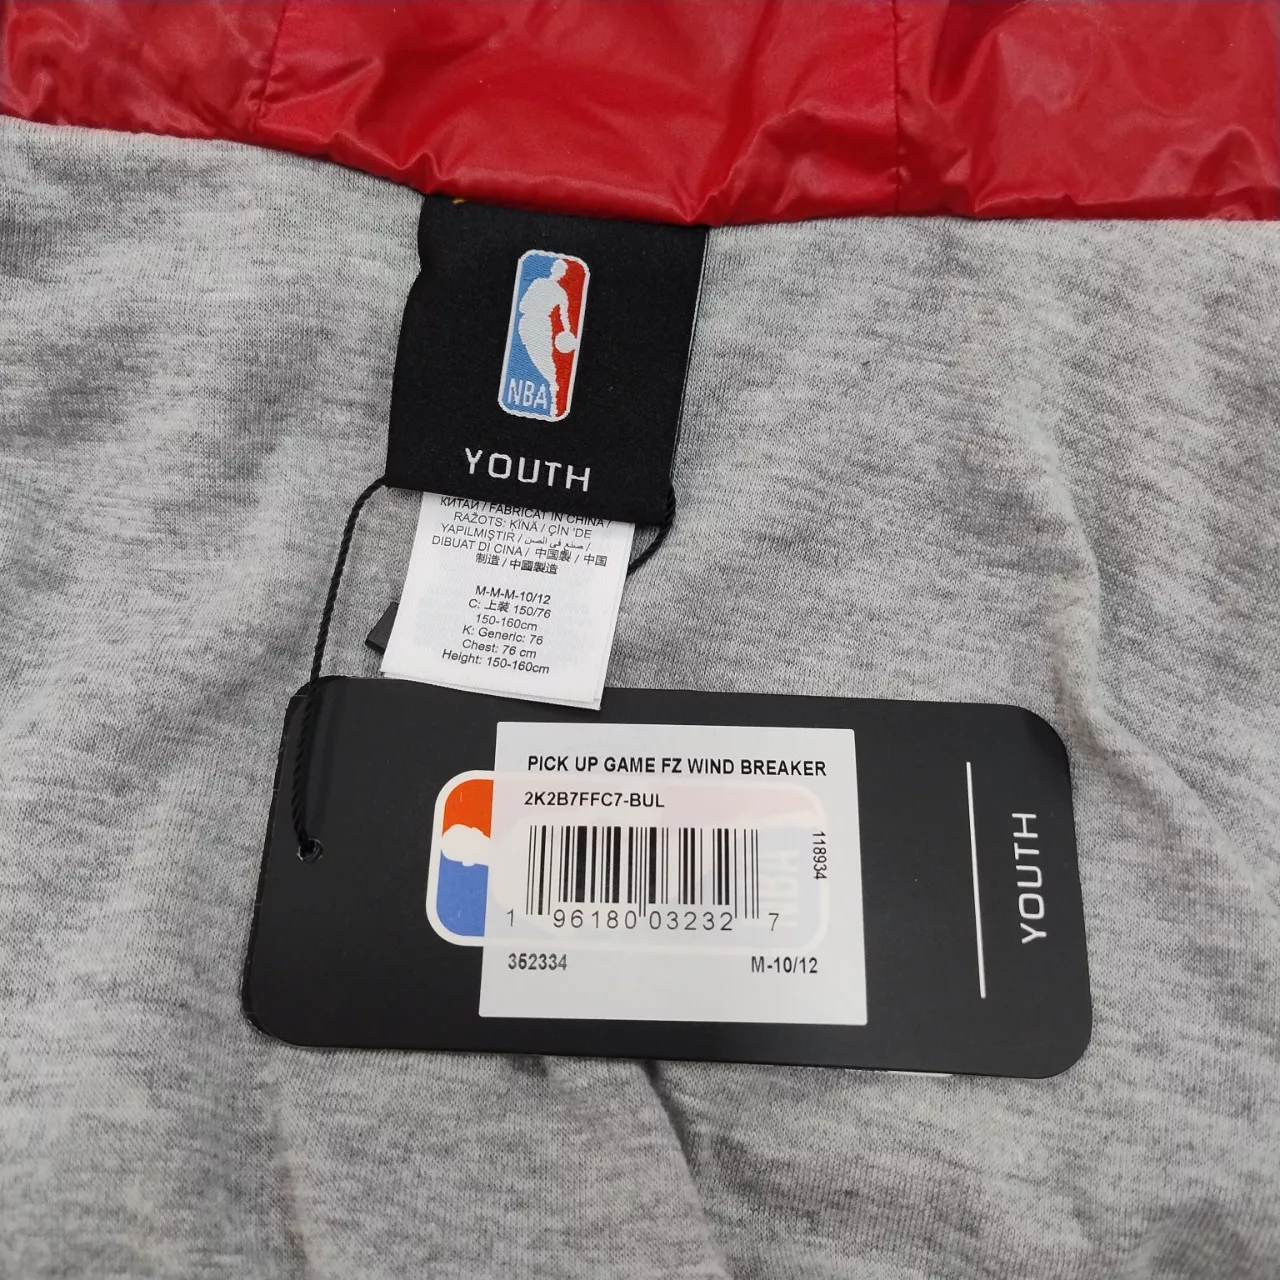 NBA
YOUTH
КИТАЙ / FABRICAT IN CHINA /
RAŽOTS: ĶĪNA / ÇİN 'DE
YAPILMIŞTIR / صنع في الصين /
DIBUAT DI CINA / 中国製 / 中国
制造 / 中國製造
M-M-M-10/12
C: 上装 150/76
150-160cm
K: Generic: 76
Chest: 76 cm
Height: 150-160cm
PICK UP GAME FZ WIND BREAKER
2K2B7FFC7-BUL
118934
1 96180 03232 7
352334
M-10/12
NBA
YOUTH